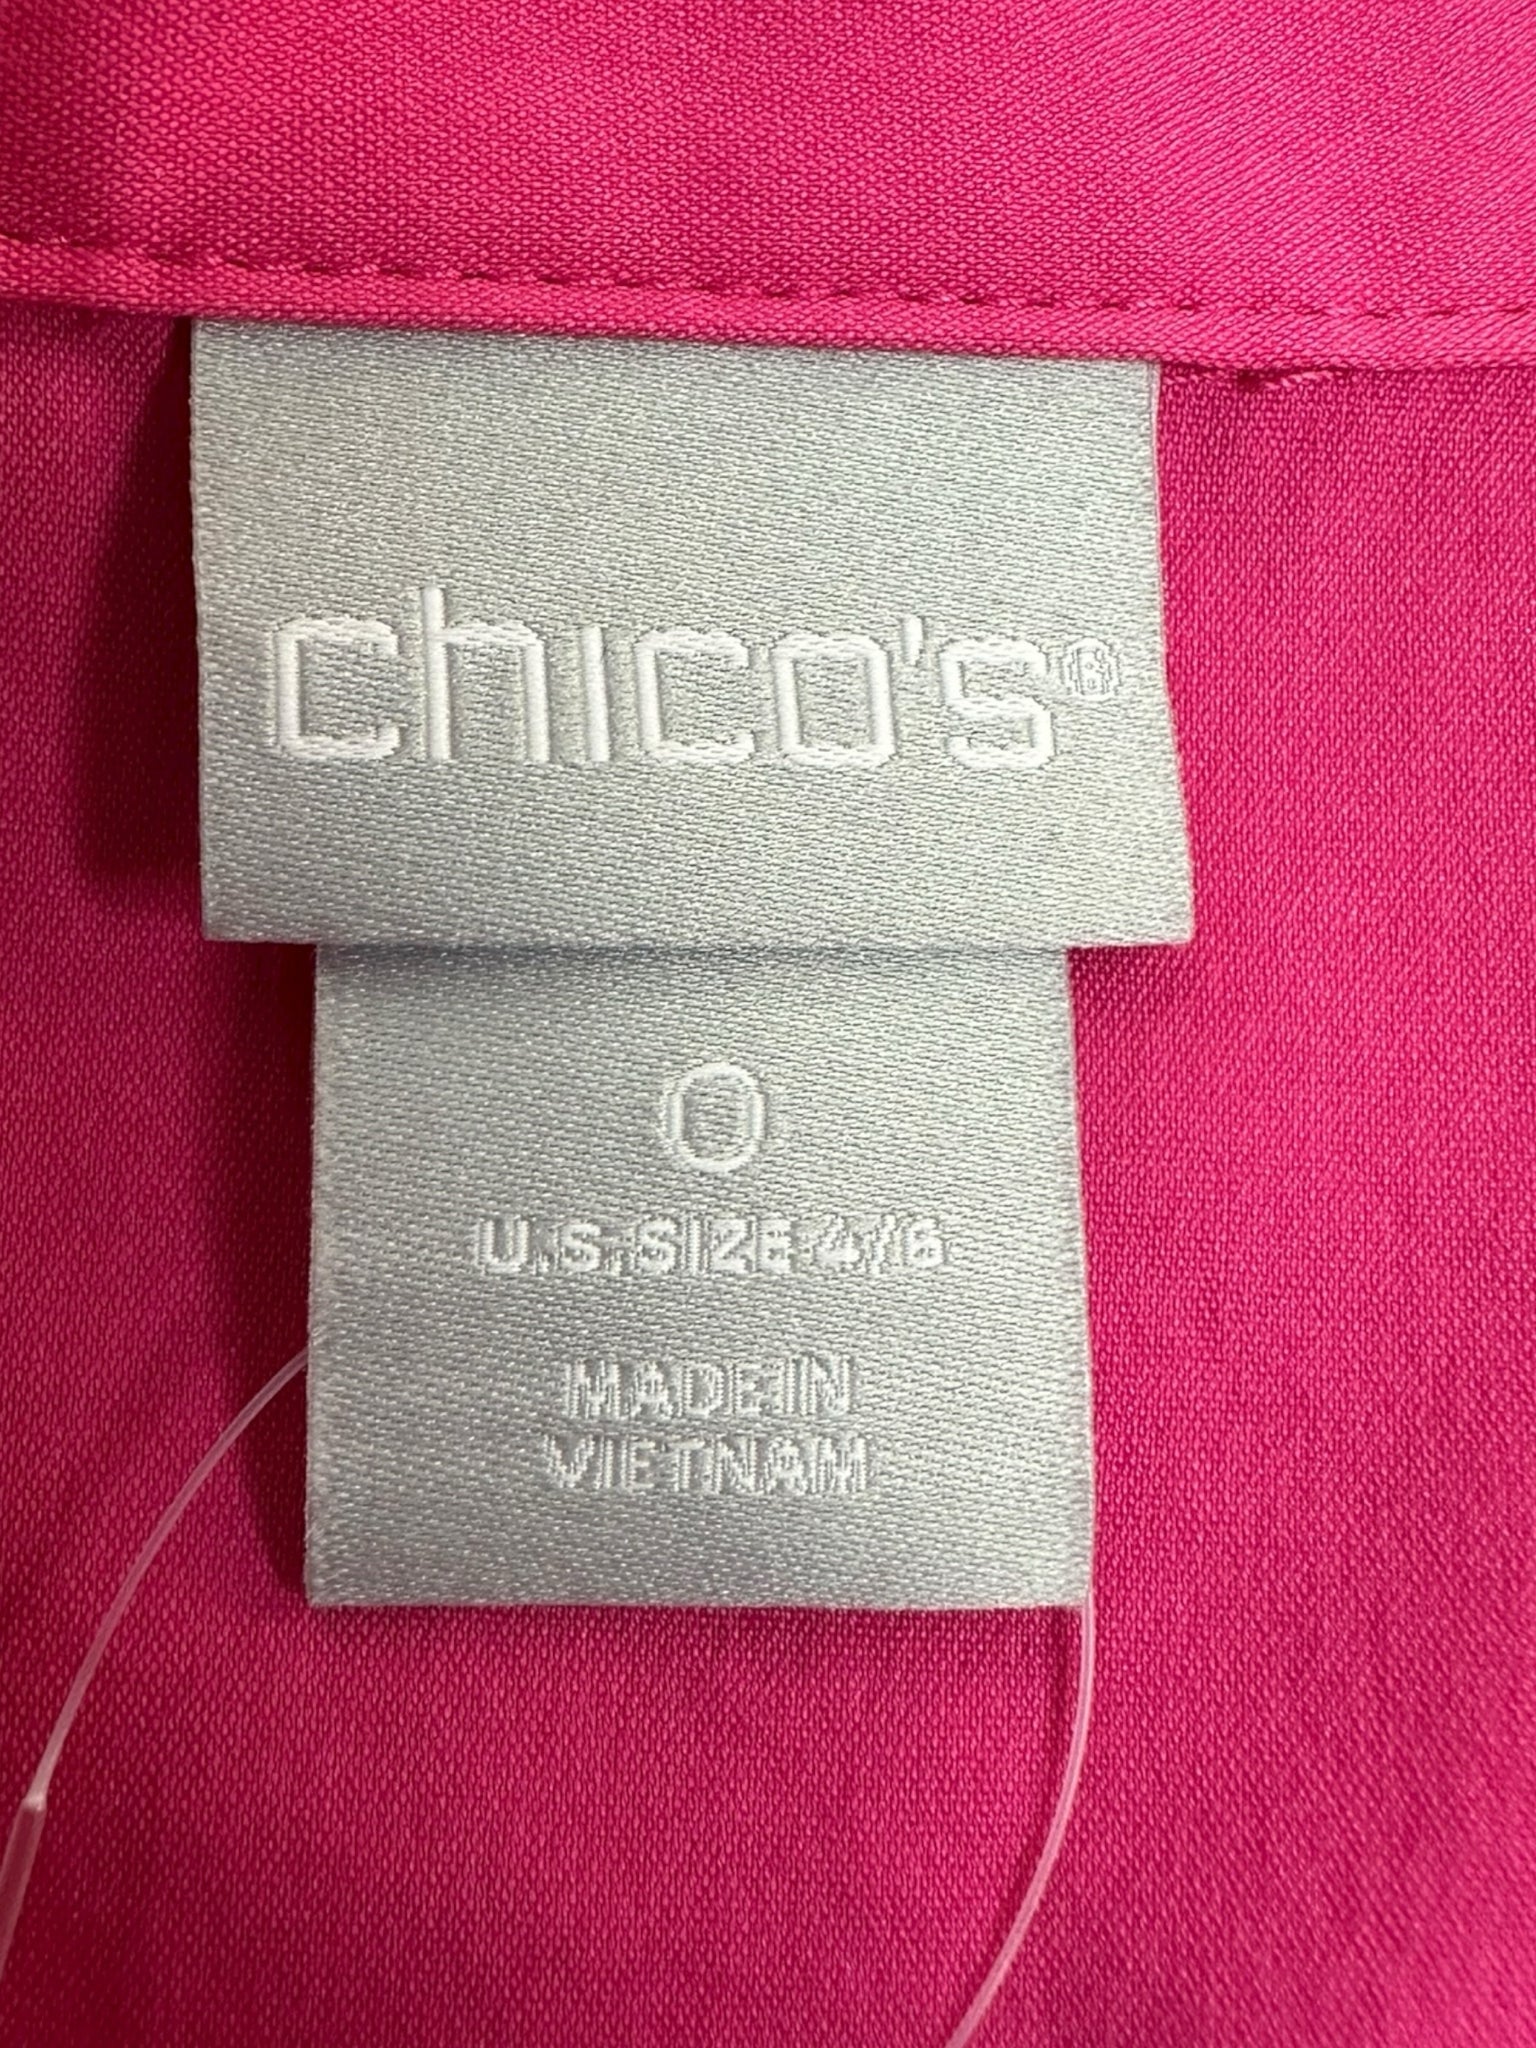 chico's®
0
U.S. SIZE 4/6
MADE IN
VIETNAM